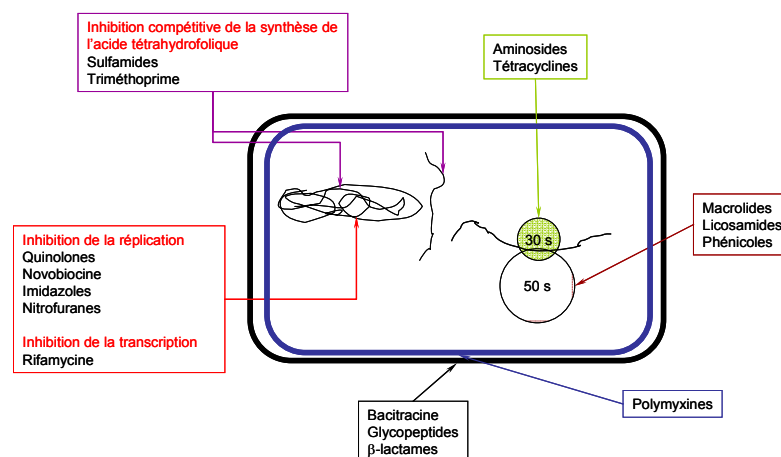 Inhibition compétitive de la synthèse de
l'acide tétrahydrofolique
Sulfamides
Triméthoprime
Aminosides
Tétracyclines
Inhibition de la réplication
Quinolones
Novobiocine
Imidazoles
Nitrofuranes
Inhibition de la transcription
Rifamycine
30 s
50 s
Macrolides
Licosamides
Phénicoles
Bacitracine
Glycopeptides
β-lactames
Polymyxines